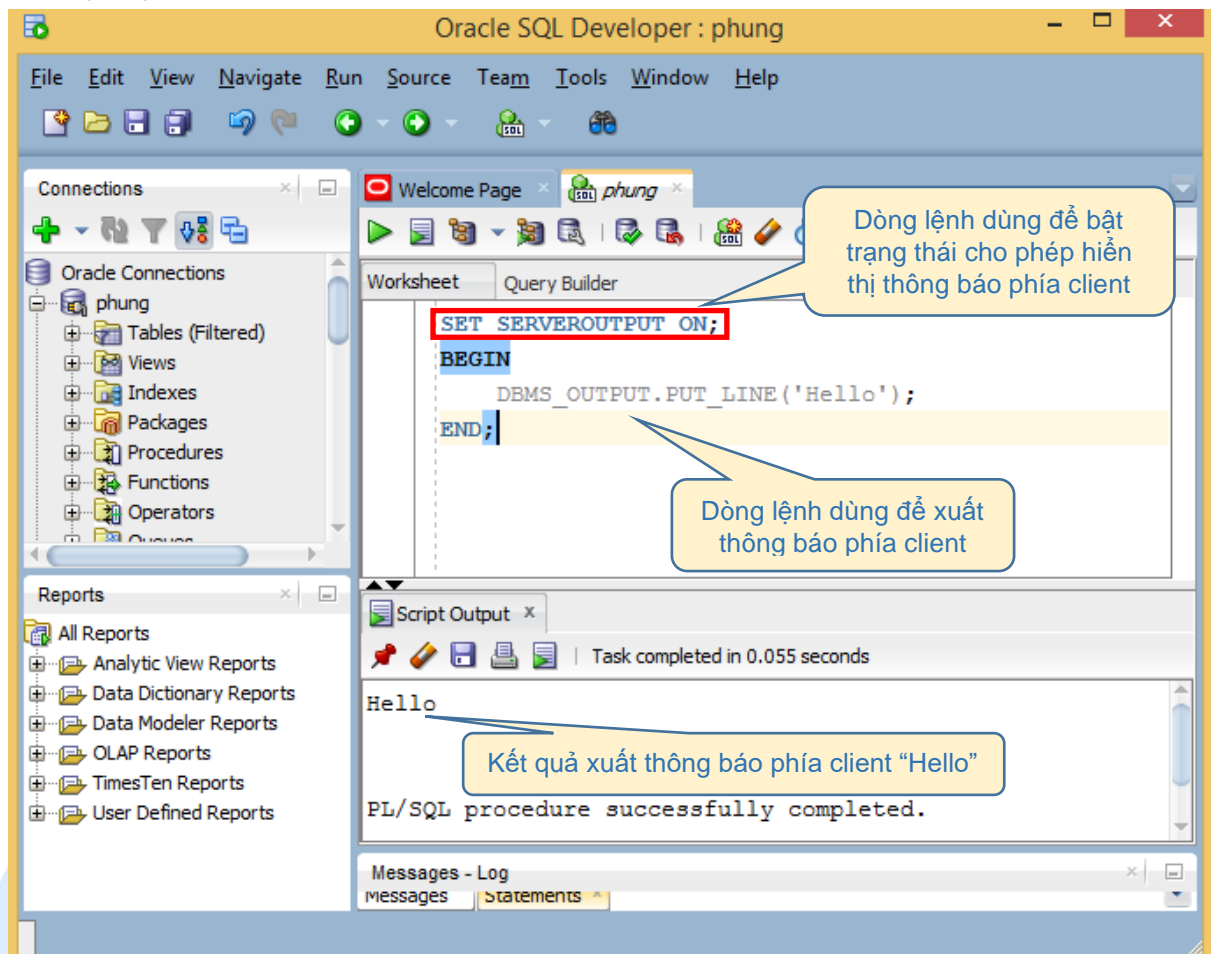 Oracle SQL Developer : phung
File Edit View Navigate Run Source Team Tools Window Help
Connections
Oracle Connections
phung
Tables (Filtered)
Views
Indexes
Packages
Procedures
Functions
Operators
Queues
Reports
All Reports
Analytic View Reports
Data Dictionary Reports
Data Modeler Reports
OLAP Reports
TimesTen Reports
User Defined Reports
Welcome Page
phung
Worksheet Query Builder
SET SERVEROUTPUT ON;
BEGIN
DBMS_OUTPUT.PUT_LINE('Hello');
END;
Dòng lệnh dùng để bật
trạng thái cho phép hiển
thị thông báo phía client
Dòng lệnh dùng để xuất
thông báo phía client
Script Output
Task completed in 0.055 seconds
Hello
Kết quả xuất thông báo phía client “Hello”
PL/SQL procedure successfully completed.
Messages - Log
Messages Statements